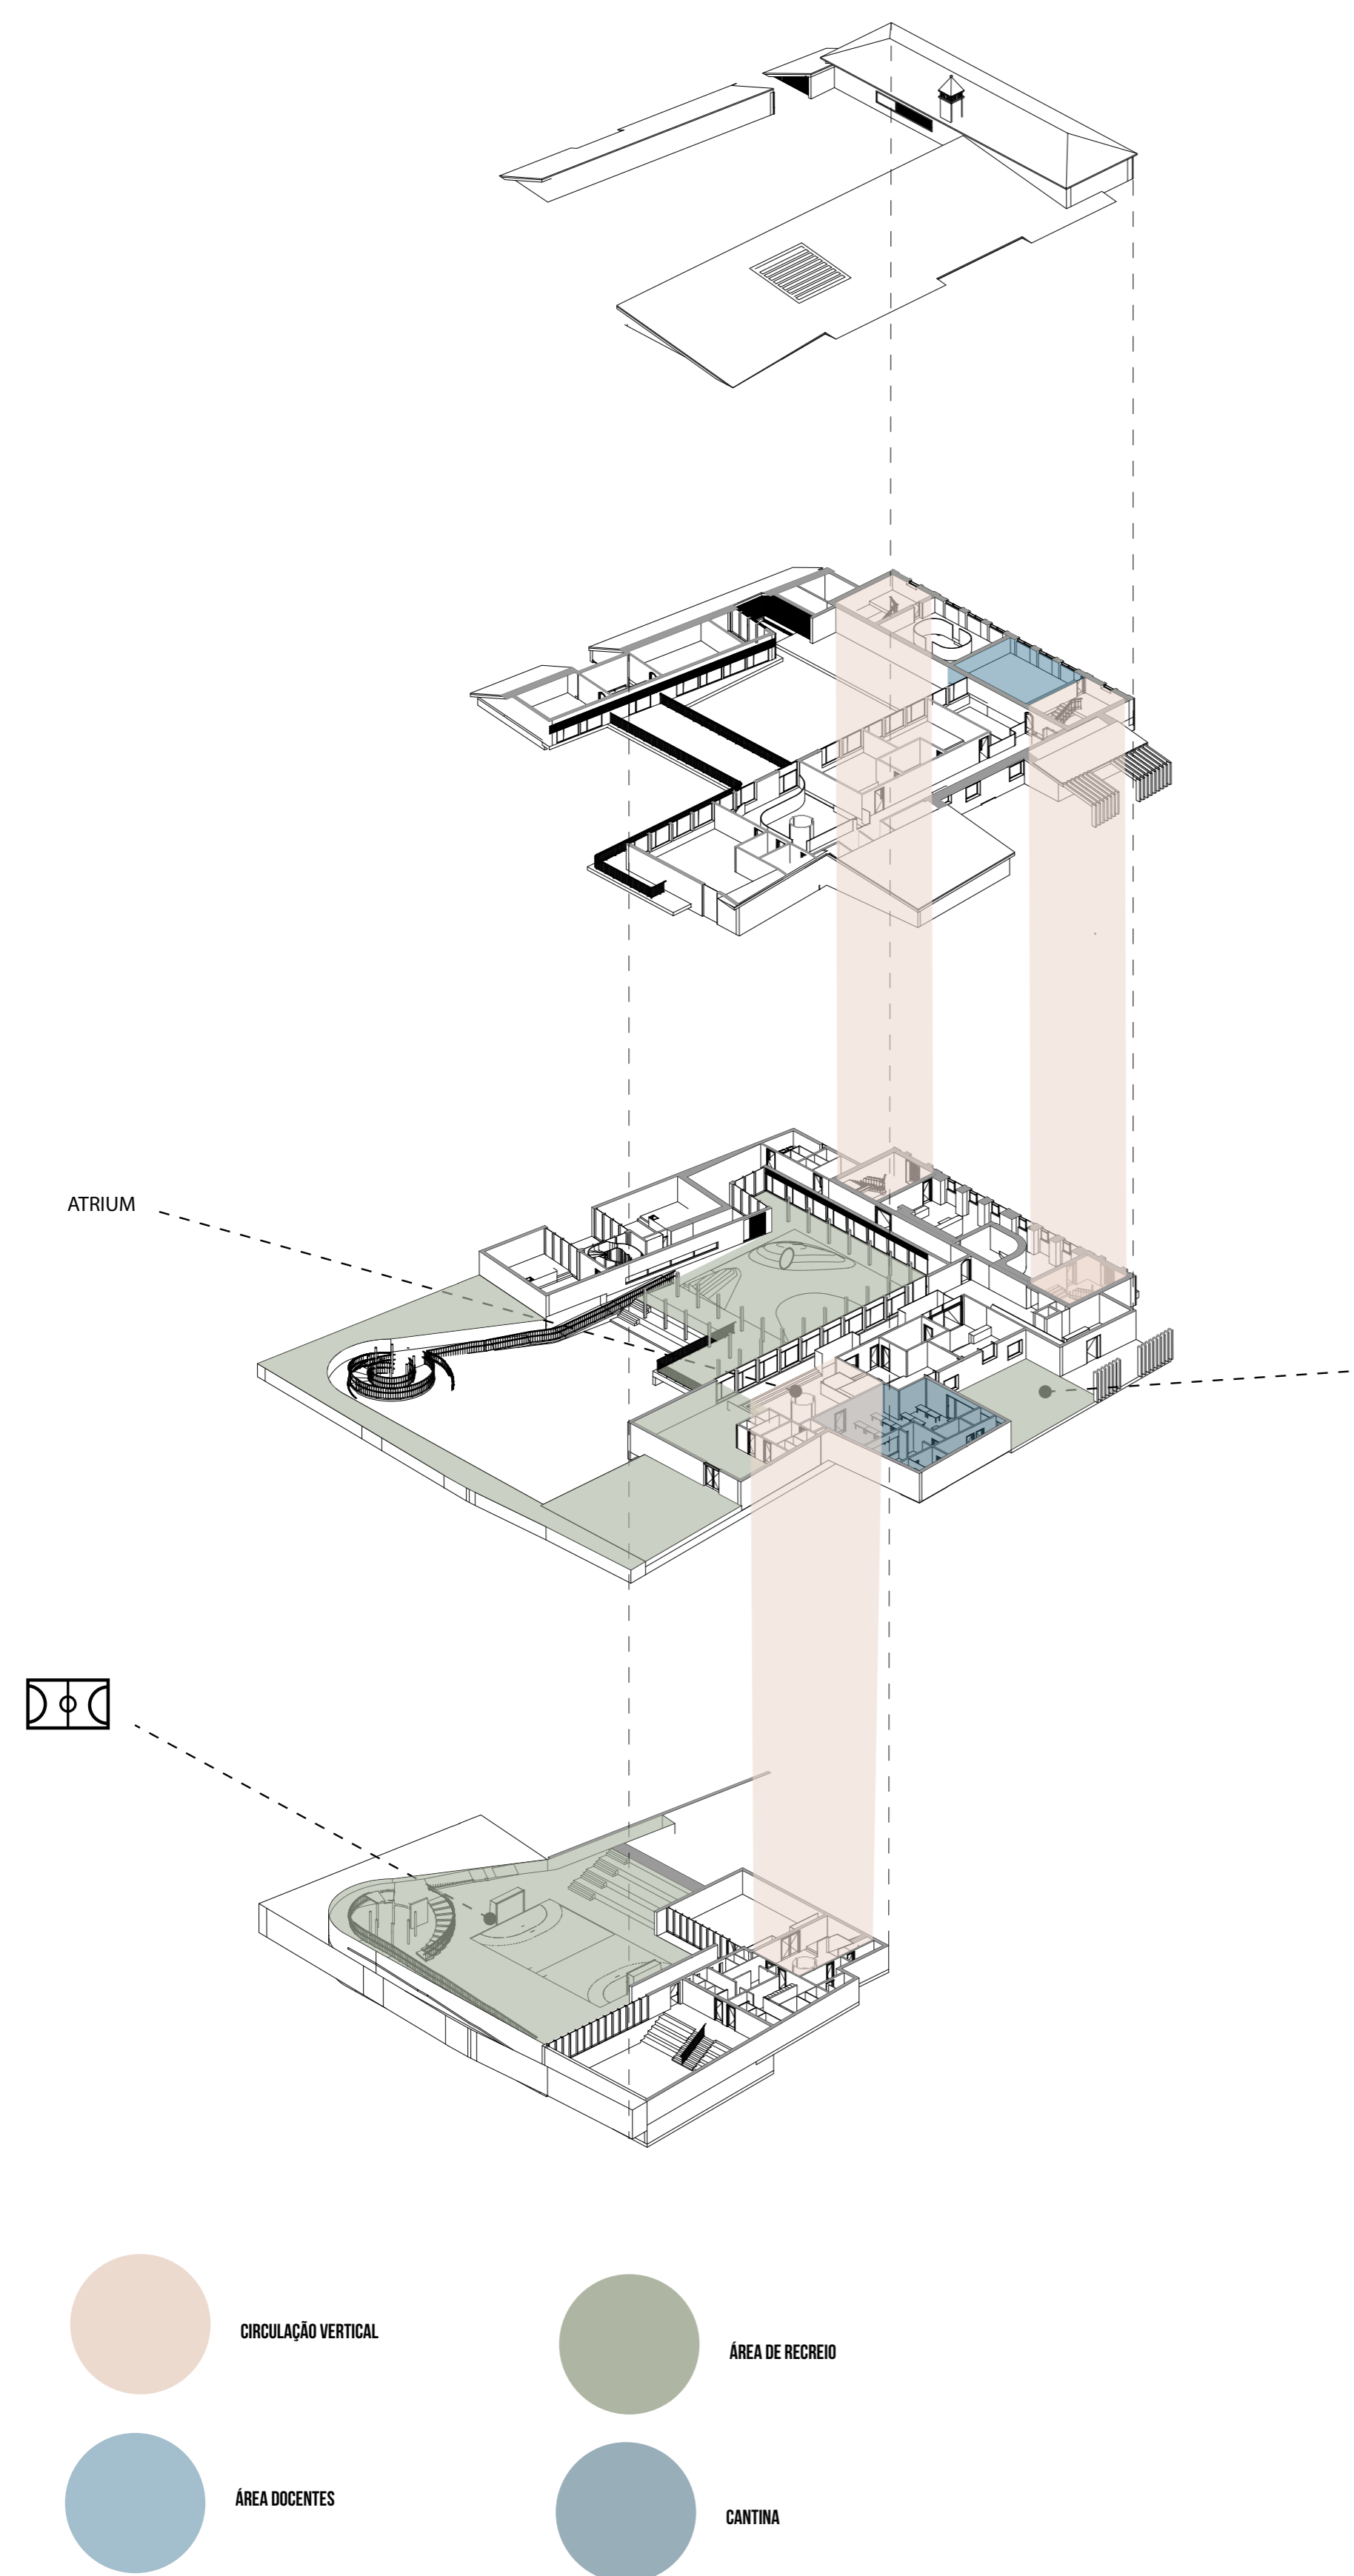 ATRIUM
CIRCULAÇÃO VERTICAL
ÁREA DE RECREIO
ÁREA DOCENTES
CANTINA